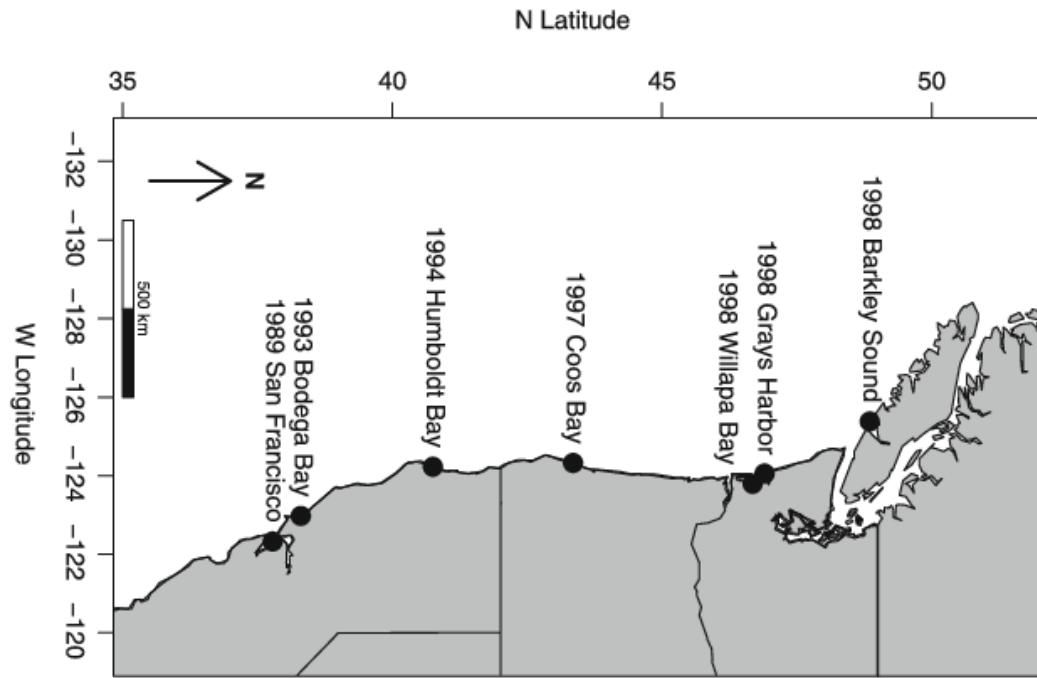 N Latitude
35 40 45 50
−132
−130
−128
−126
−124
−122
−120
W Longitude
N
500 km
1989 San Francisco
1993 Bodega Bay
1994 Humboldt Bay
1997 Coos Bay
1998 Willapa Bay
1998 Grays Harbor
1998 Barkley Sound